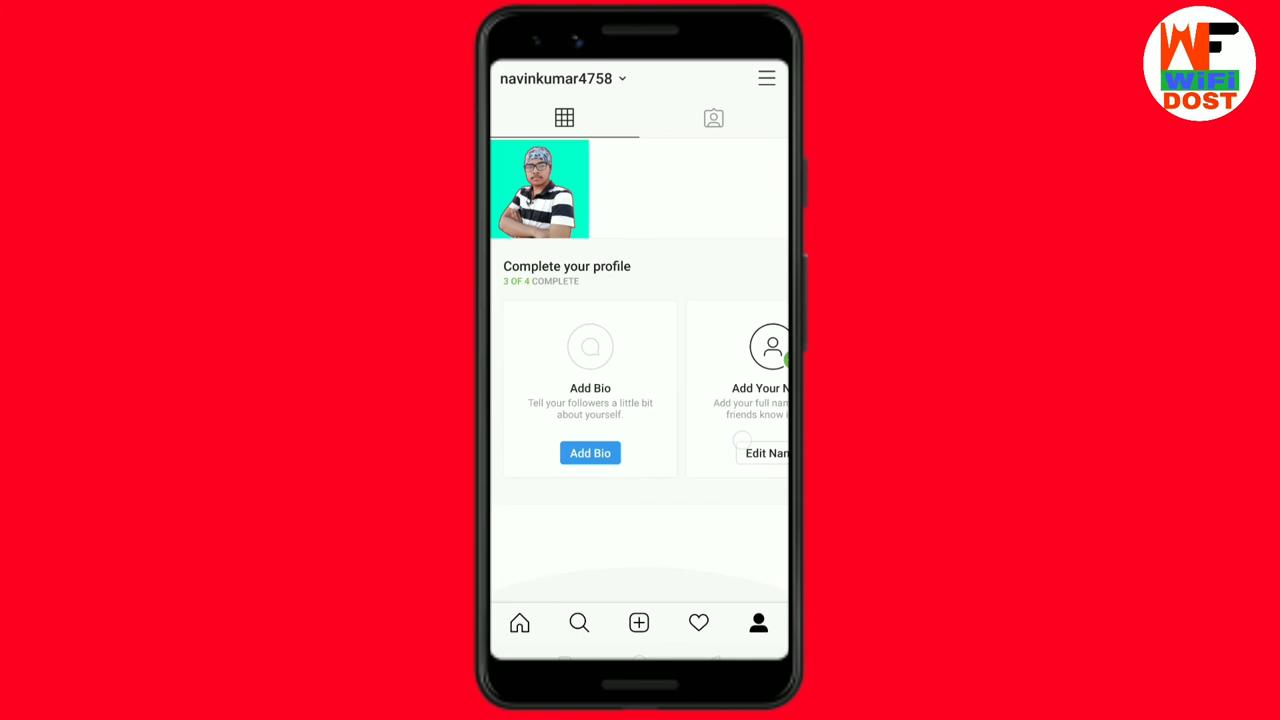 WF
WiFi
DOST
navinkumar4758
Complete your profile
3 OF 4 COMPLETE
Add Bio
Tell your followers a little bit
about yourself.
Add Bio
Add Your N
Add your full nam
friends know i
Edit Nam